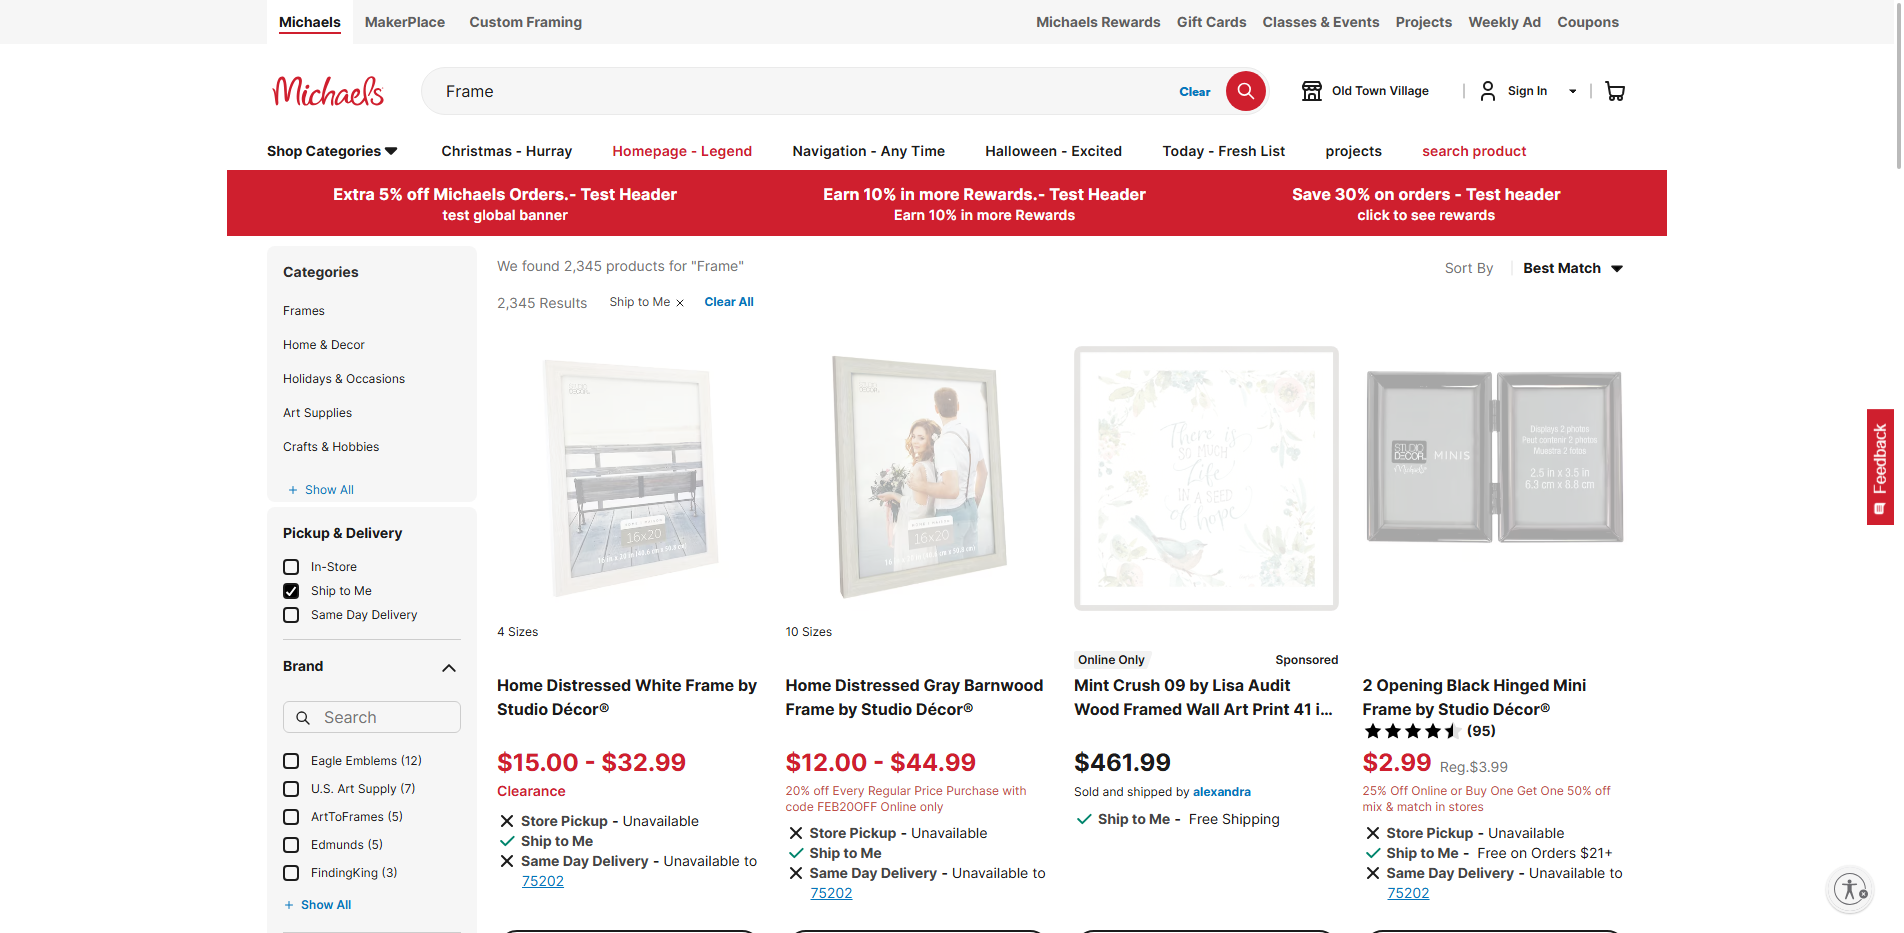 Michaels
MakerPlace
Custom Framing
Michaels Rewards
Gift Cards
Classes & Events
Projects
Weekly Ad
Coupons
Michaels
Frame
Clear
Old Town Village
Sign In
Shop Categories
Christmas - Hurray
Homepage - Legend
Navigation - Any Time
Halloween - Excited
Today - Fresh List
projects
search product
Extra 5% off Michaels Orders.- Test Header
test global banner
Earn 10% in more Rewards.- Test Header
Earn 10% in more Rewards
Save 30% on orders - Test header
click to see rewards
Categories
Frames
Home & Decor
Holidays & Occasions
Art Supplies
Crafts & Hobbies
+ Show All
Pickup & Delivery
In-Store
Ship to Me
Same Day Delivery
Brand
Search
Eagle Emblems (12)
U.S. Art Supply (7)
ArtToFrames (5)
Edmunds (5)
FindingKing (3)
+ Show All
We found 2,345 products for "Frame"
Sort By
Best Match
2,345 Results
Ship to Me ×
Clear All
STUDIO
DECOR
16x20
4 Sizes
Home Distressed White Frame by
Studio Décor®
$15.00 - $32.99
Clearance
Store Pickup - Unavailable
Ship to Me
Same Day Delivery - Unavailable to
75202
STUDIO
DECOR
16x20
10 Sizes
Home Distressed Gray Barnwood
Frame by Studio Décor®
$12.00 - $44.99
20% off Every Regular Price Purchase with
code FEB20OFF Online only
Store Pickup - Unavailable
Ship to Me
Same Day Delivery - Unavailable to
75202
There is
SO MUCH
Life
IN A SEED
of hope
Online Only
Sponsored
Mint Crush 09 by Lisa Audit
Wood Framed Wall Art Print 41 i...
$461.99
Sold and shipped by alexandra
Ship to Me - Free Shipping
STUDIO
DECOR
MINIS
Michaels
Displays 2 photos
Peut contenir 2 photos
Muestra 2 fotos
2.5 in x 3.5 in
6.3 cm x 8.8 cm
2 Opening Black Hinged Mini
Frame by Studio Décor®
(95)
$2.99 Reg.$3.99
25% Off Online or Buy One Get One 50% off
mix & match in stores
Store Pickup - Unavailable
Ship to Me - Free on Orders $21+
Same Day Delivery - Unavailable to
75202
Feedback